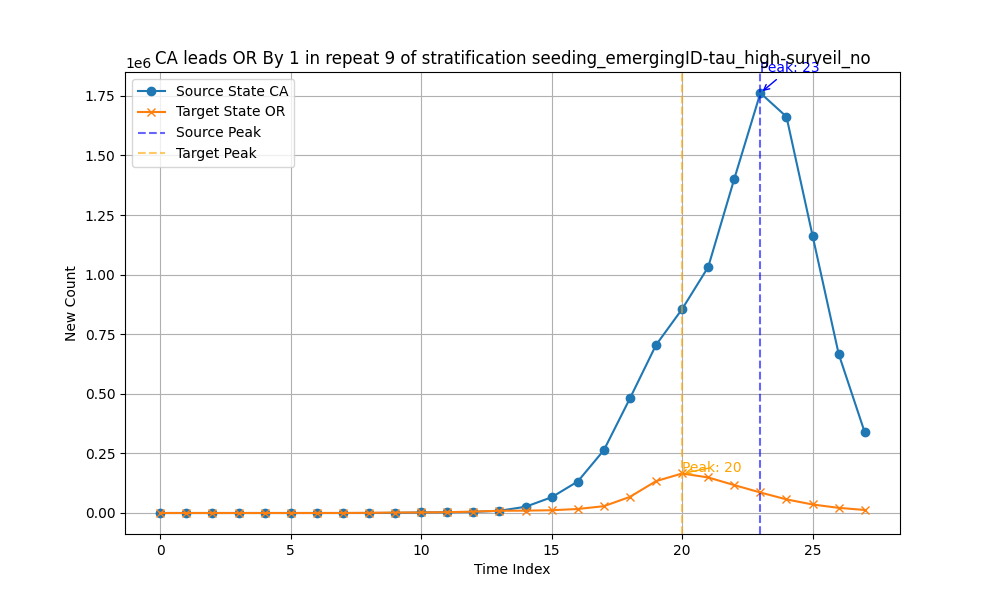 CA leads OR By 1 in repeat 9 of stratification seeding_emergingID-tau_high-surveil_no
1e6
Peak: 23
Source State CA
Target State OR
Source Peak
Target Peak
1.75
1.50
1.25
1.00
0.75
0.50
0.25
0.00
New Count
Peak: 20
0
5
10
15
20
25
Time Index